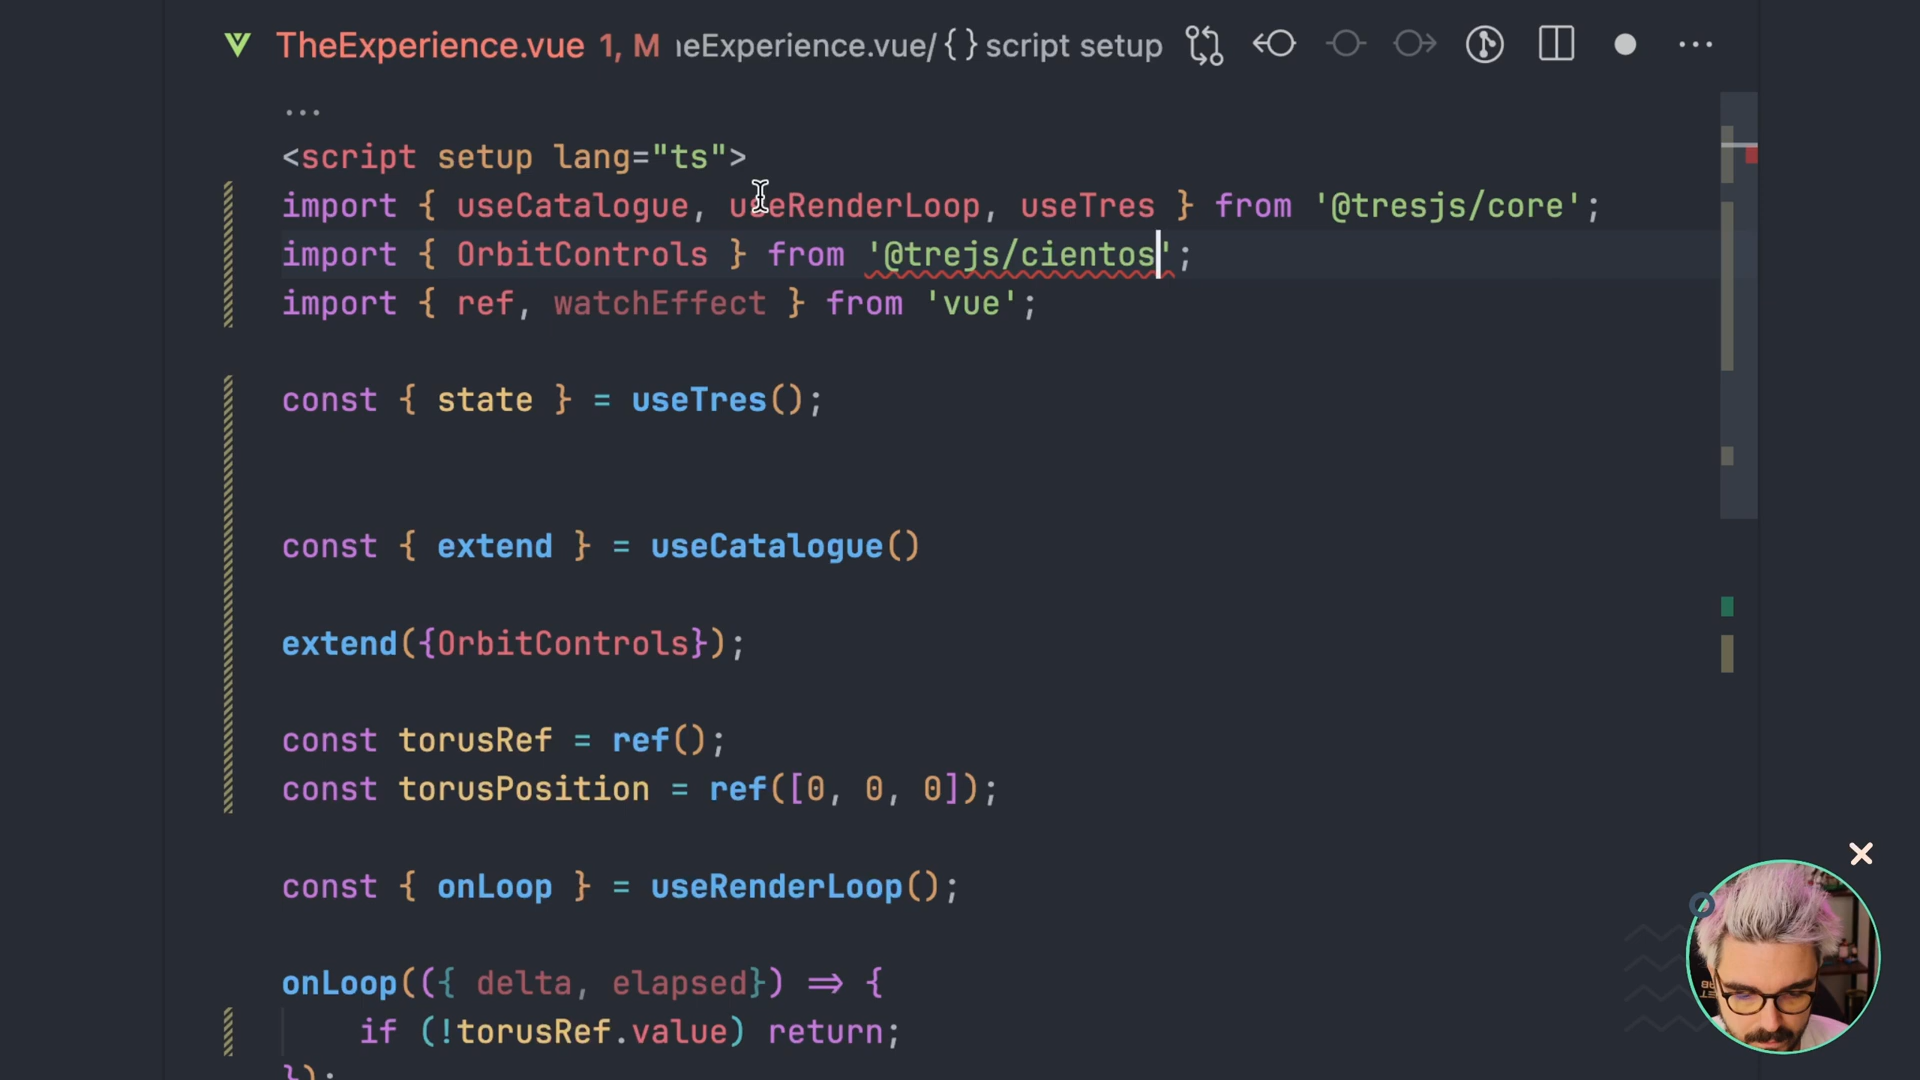 TheExperience.vue 1, M ıeExperience.vue/ {} script setup ...
...
<script setup lang="ts">
import { useCatalogue, useRenderLoop, useTres } from '@tresjs/core';
import { OrbitControls } from '@trejs/cientos';
import { ref, watchEffect } from 'vue';
const { state } = useTres();
const { extend } = useCatalogue()
extend({OrbitControls});
const torusRef = ref();
const torusPosition = ref([0, 0, 0]);
const { onLoop } = useRenderLoop();
onLoop(({ delta, elapsed}) => {
if (!torusRef.value) return;
});